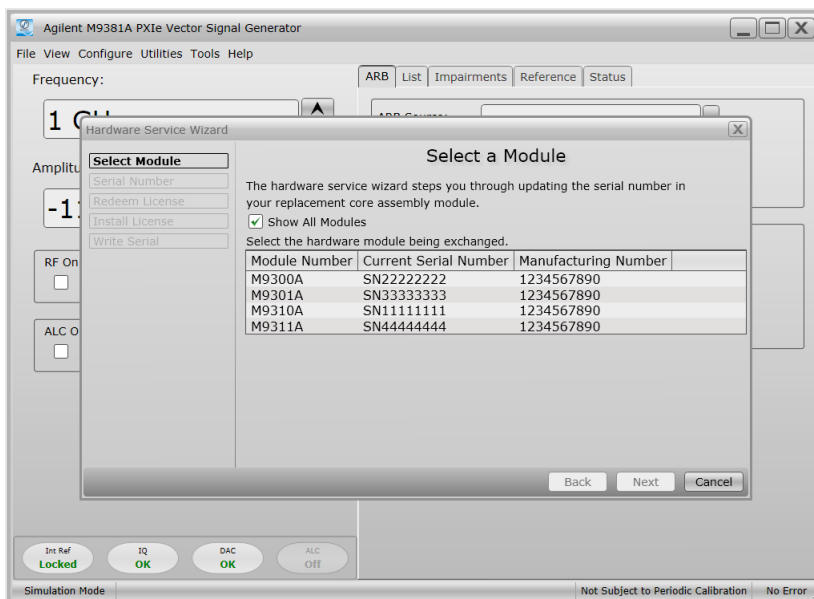 Agilent M9381A PXIe Vector Signal Generator
File View Configure Utilities Tools Help
Frequency:
ARB List Impairments Reference Status
1
Hardware Service Wizard
Select Module
Serial Number
Redeem License
Install License
Write Serial
Select a Module
The hardware service wizard steps you through updating the serial number in
your replacement core assembly module.
Show All Modules
Select the hardware module being exchanged.
Module Number Current Serial Number Manufacturing Number
M9300A SN22222222 1234567890
M9301A SN33333333 1234567890
M9310A SN11111111 1234567890
M9311A SN44444444 1234567890
Back Next Cancel
RF On
ALC O
Int Ref
Locked
IQ
OK
DAC
OK
ALC
Off
Simulation Mode Not Subject to Periodic Calibration No Error